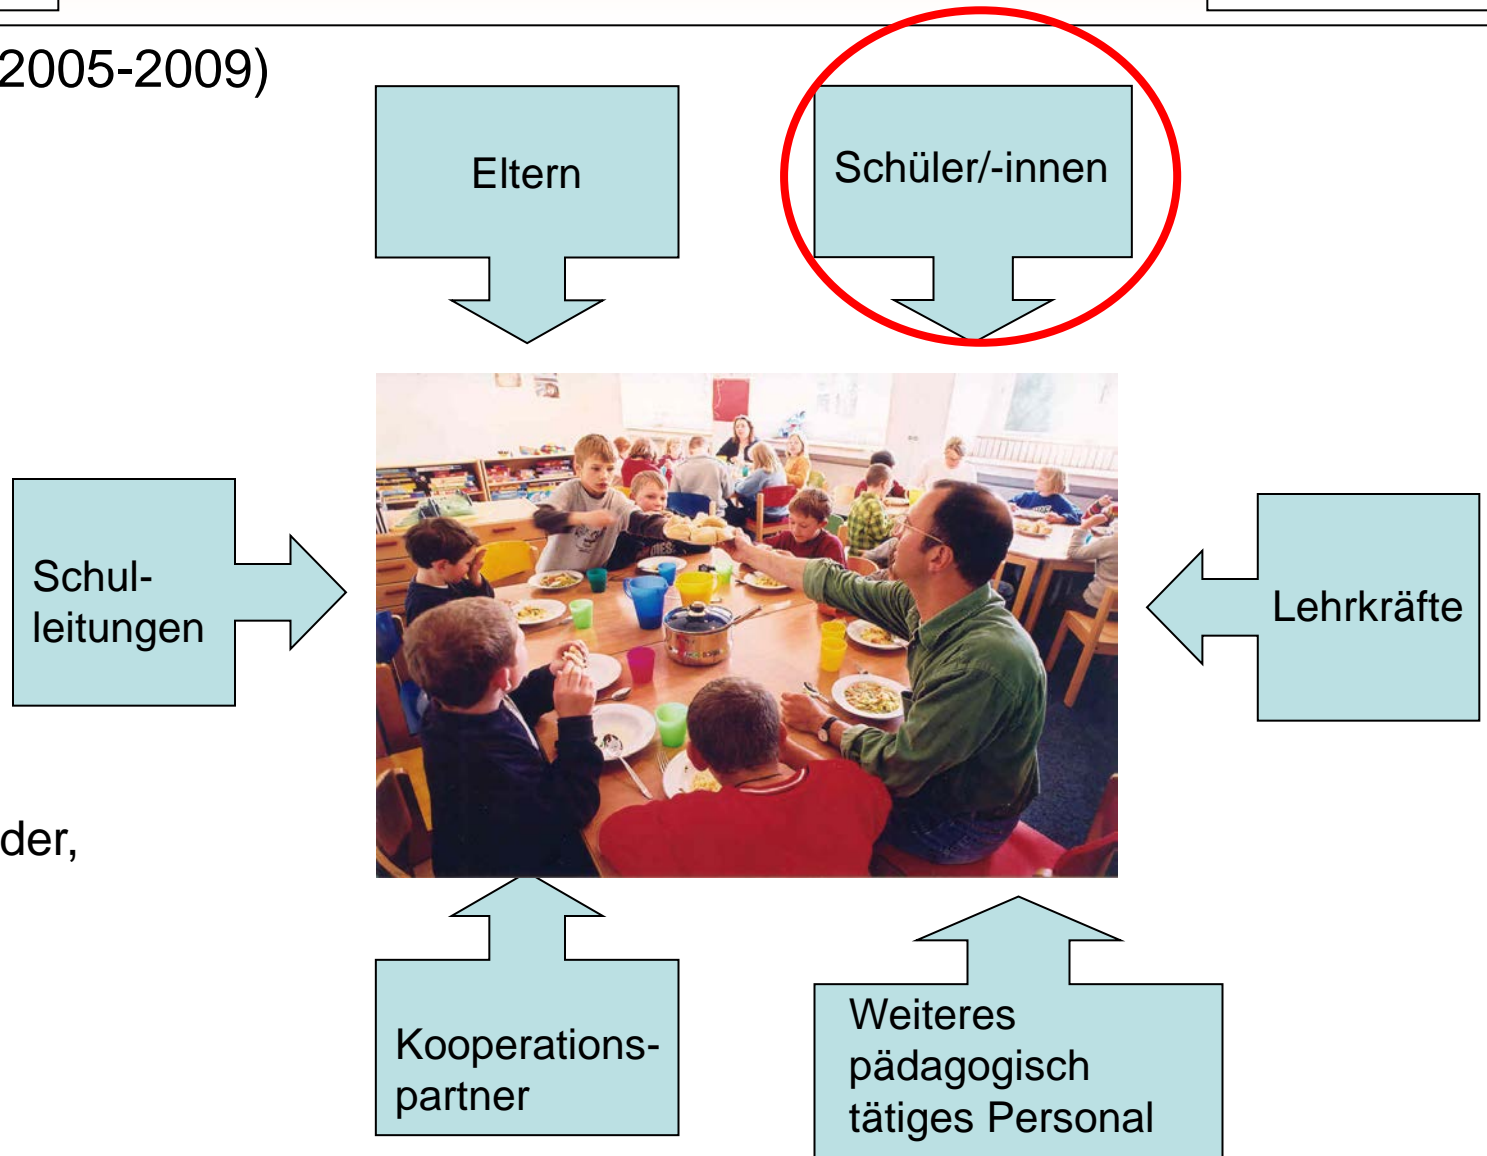 2005-2009)
Eltern
Schüler/-innen
Schul-
leitungen
Lehrkräfte
der,
Kooperations-
partner
Weiteres
pädagogisch
tätiges Personal